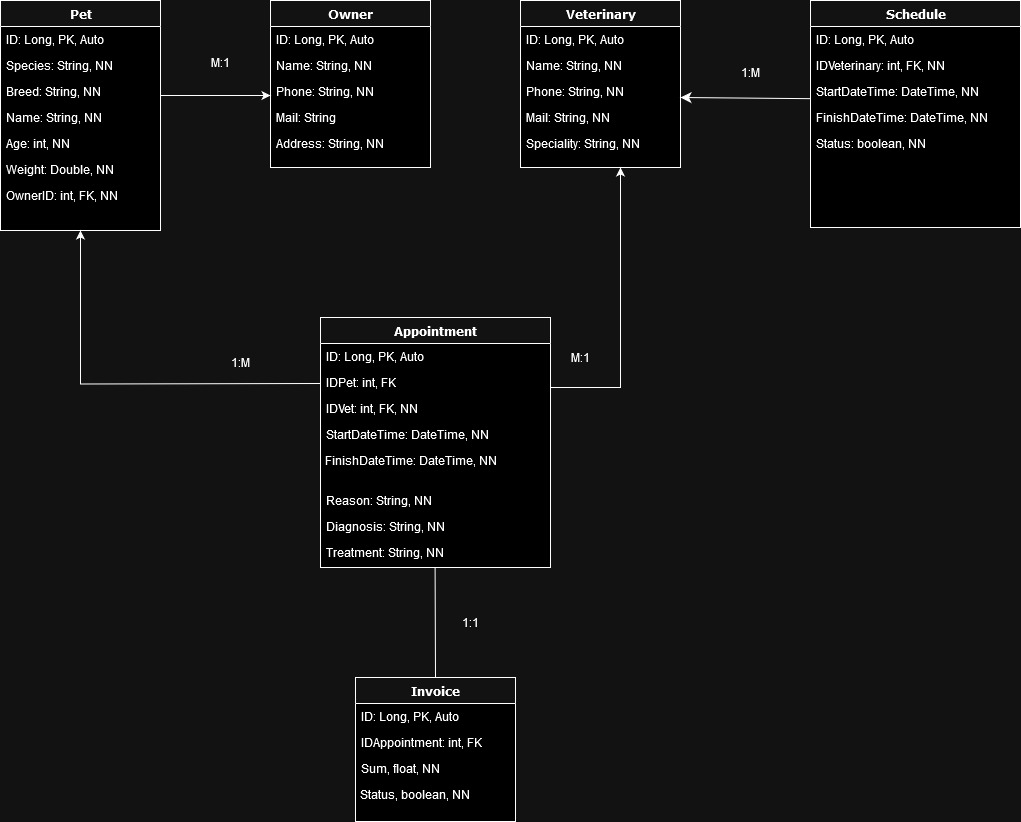 Pet
ID: Long, PK, Auto
Species: String, NN
Breed: String, NN
Name: String, NN
Age: int, NN
Weight: Double, NN
OwnerID: int, FK, NN
M:1
Owner
ID: Long, PK, Auto
Name: String, NN
Phone: String, NN
Mail: String
Address: String, NN
Veterinary
ID: Long, PK, Auto
Name: String, NN
Phone: String, NN
Mail: String, NN
Speciality: String, NN
1:M
Schedule
ID: Long, PK, Auto
IDVeterinary: int, FK, NN
StartDateTime: DateTime, NN
FinishDateTime: DateTime, NN
Status: boolean, NN
1:M
Appointment
ID: Long, PK, Auto
IDPet: int, FK
IDVet: int, FK, NN
StartDateTime: DateTime, NN
FinishDateTime: DateTime, NN
Reason: String, NN
Diagnosis: String, NN
Treatment: String, NN
M:1
1:1
Invoice
ID: Long, PK, Auto
IDAppointment: int, FK
Sum, float, NN
Status, boolean, NN